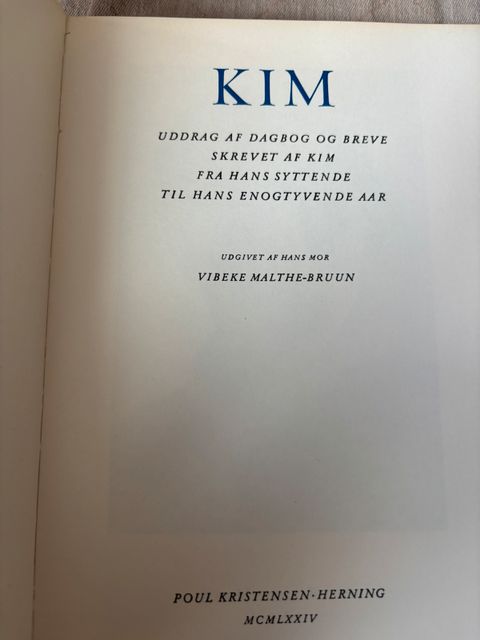 KIM
UDDRAG AF DAGBOG OG BREVE
SKREVET AF KIM
FRA HANS SYTTENDE
TIL HANS ENOGTYVENDE AAR
UDGIVET AF HANS MOR
VIBEKE MALTHE-BRUUN
POUL KRISTENSEN·HERNING
MCMLXXIV